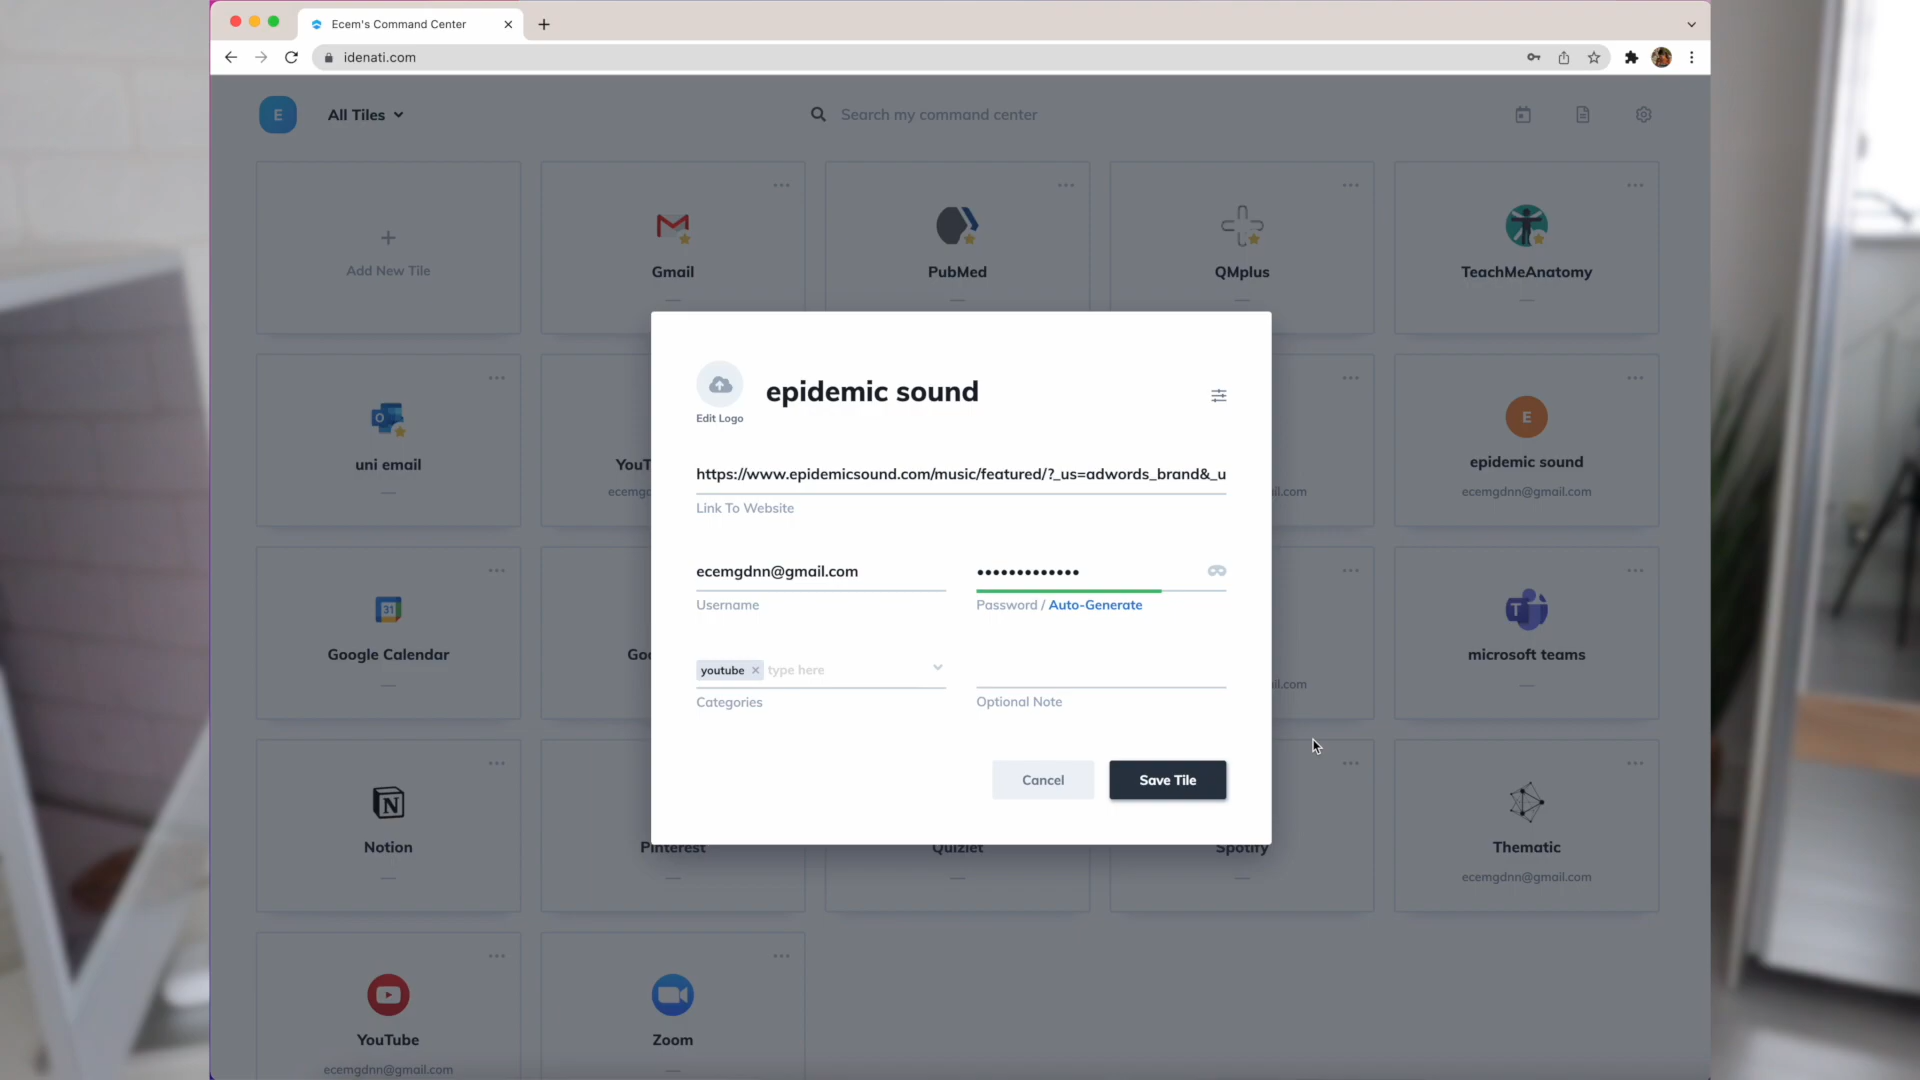 Ecem's Command Center
idenati.com
E
All Tiles
Search my command center
Add New Tile
Gmail
PubMed
QMplus
TeachMeAnatomy
uni email
YouT
ecemg
il.com
E
epidemic sound
ecemgdnn@gmail.com
epidemic sound
Edit Logo
https://www.epidemicsound.com/music/featured/?_us=adwords_brand&_u
Link To Website
ecemgdnn@gmail.com
Username
•••••••••••••
Password / Auto-Generate
youtube × type here
Categories
Optional Note
Cancel
Save Tile
31
Google Calendar
Goo
il.com
T
microsoft teams
Notion
Pinterest
Quizlet
Spotify
Thematic
ecemgdnn@gmail.com
YouTube
ecemgdnn@gmail.com
Zoom